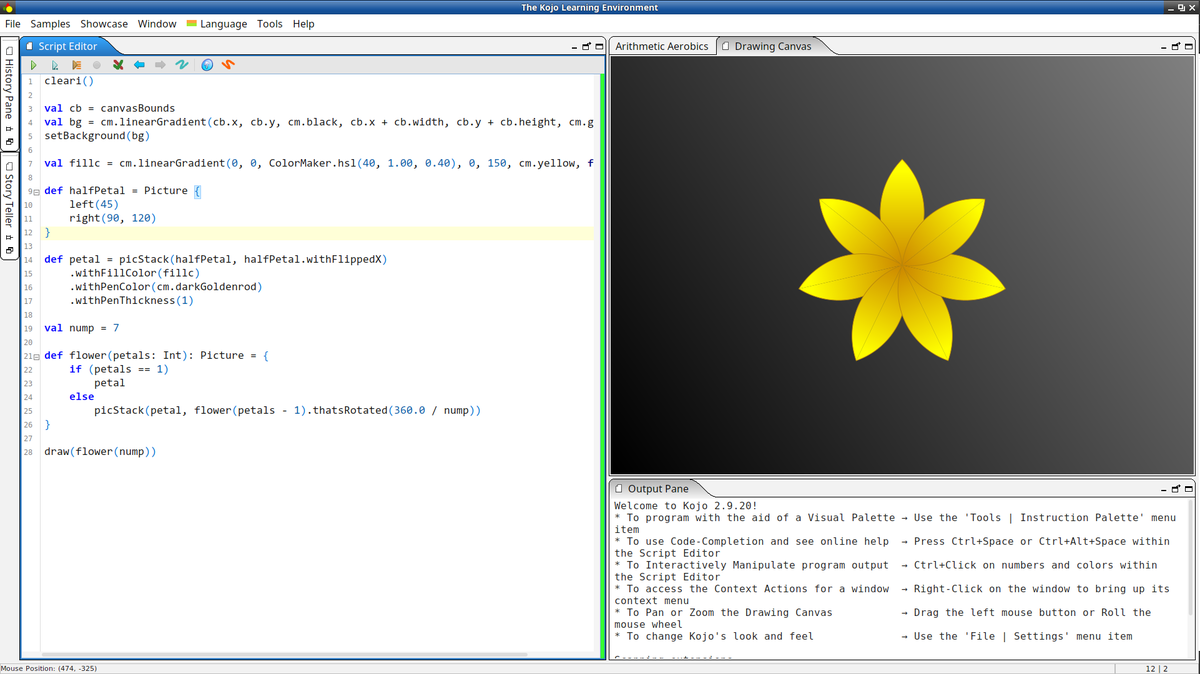 The Kojo Learning Environment
File Samples Showcase Window Language Tools Help
History Pane
Story Teller
Script Editor
1 cleari()
2
3 val cb = canvasBounds
4 val bg = cm.linearGradient(cb.x, cb.y, cm.black, cb.x + cb.width, cb.y + cb.height, cm.g
5 setBackground(bg)
6
7 val fillc = cm.linearGradient(0, 0, ColorMaker.hsl(40, 1.00, 0.40), 0, 150, cm.yellow, f
8
9 def halfPetal = Picture {
10 left(45)
11 right(90, 120)
12 }
13
14 def petal = picStack(halfPetal, halfPetal.withFlippedX)
15 .withFillColor(fillc)
16 .withPenColor(cm.darkGoldenrod)
17 .withPenThickness(1)
18
19 val nump = 7
20
21 def flower(petals: Int): Picture = {
22 if (petals == 1)
23 petal
24 else
25 picStack(petal, flower(petals - 1).thatsRotated(360.0 / nump))
26 }
27
28 draw(flower(nump))
Arithmetic Aerobics Drawing Canvas
Output Pane
Welcome to Kojo 2.9.20!
* To program with the aid of a Visual Palette → Use the 'Tools | Instruction Palette' menu
item
* To use Code-Completion and see online help → Press Ctrl+Space or Ctrl+Alt+Space within
the Script Editor
* To Interactively Manipulate program output → Ctrl+Click on numbers and colors within
the Script Editor
* To access the Context Actions for a window → Right-Click on the window to bring up its
context menu
* To Pan or Zoom the Drawing Canvas → Drag the left mouse button or Roll the
mouse wheel
* To change Kojo's look and feel → Use the 'File | Settings' menu item
Mouse Position: (474, -325)
12 | 2